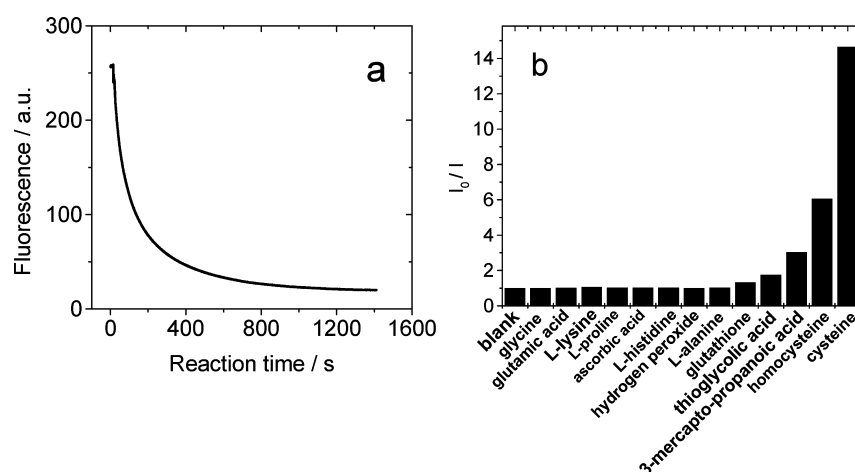 300
200
100
0
0
400
800
1200
1600
Fluorescence / a.u.
Reaction time / s
a
14
12
10
8
6
4
2
0
I0 / I
b
blank
glycine
glutamic acid
L-lysine
L-proline
ascorbic acid
L-histidine
hydrogen peroxide
L-alanine
glutathione
thioglycolic acid
3-mercapto-propanoic acid
homocysteine
cysteine